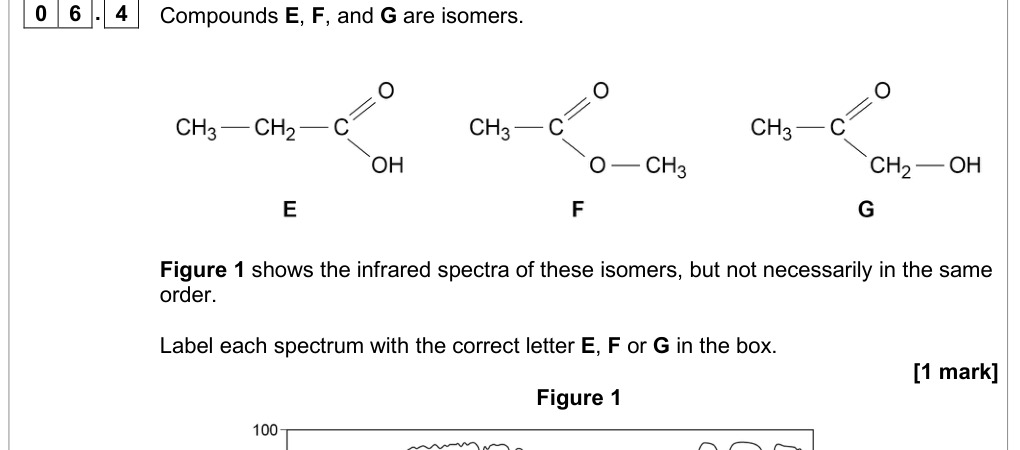 06.4 Compounds E, F, and G are isomers.
O O O
CH3 CH2 C CH3 C CH3 C
OH O CH3 CH2 OH
E F G
Figure 1 shows the infrared spectra of these isomers, but not necessarily in the same
order.
Label each spectrum with the correct letter E, F or G in the box.
[1 mark]
Figure 1
100